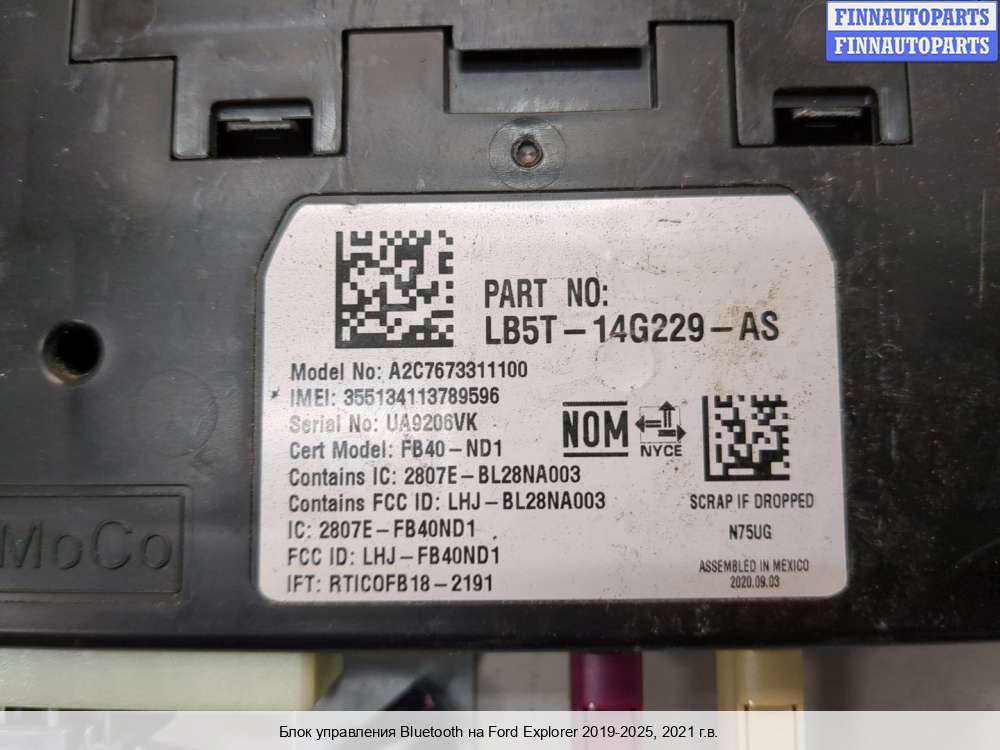 FINNAUTOPARTS
FINNAUTOPARTS
PART NO:
LB5T-14G229-AS
Model No: A2C7673311100
* IMEI: 355134113789596
Serial No: UA9206VK
Cert Model: FB40-ND1
Contains IC: 2807E-BL28NA003
Contains FCC ID: LHJ-BL28NA003
IC: 2807E-FB40ND1
FCC ID: LHJ-FB40ND1
IFT: RTICOFB18-2191
NOM
NYCE
SCRAP IF DROPPED
N75UG
ASSEMBLED IN MEXICO
2020.09.03
MoCo
Блок управления Bluetooth на Ford Explorer 2019-2025, 2021 г.в.